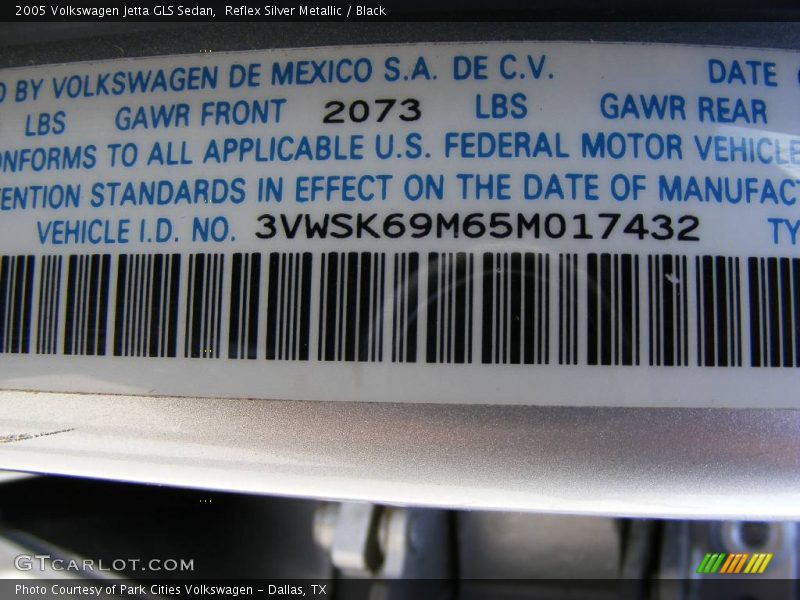 2005 Volkswagen Jetta GLS Sedan,  Reflex Silver Metallic / Black
BY VOLKSWAGEN DE MEXICO S.A. DE C.V. DATE
LBS GAWR FRONT 2073 LBS GAWR REAR
ONFORMS TO ALL APPLICABLE U.S. FEDERAL MOTOR VEHICLE
ENTION STANDARDS IN EFFECT ON THE DATE OF MANUFAC
VEHICLE I.D. NO. 3VWSK69M65M017432 TY
GTCARLOT.COM
Photo Courtesy of Park Cities Volkswagen - Dallas, TX